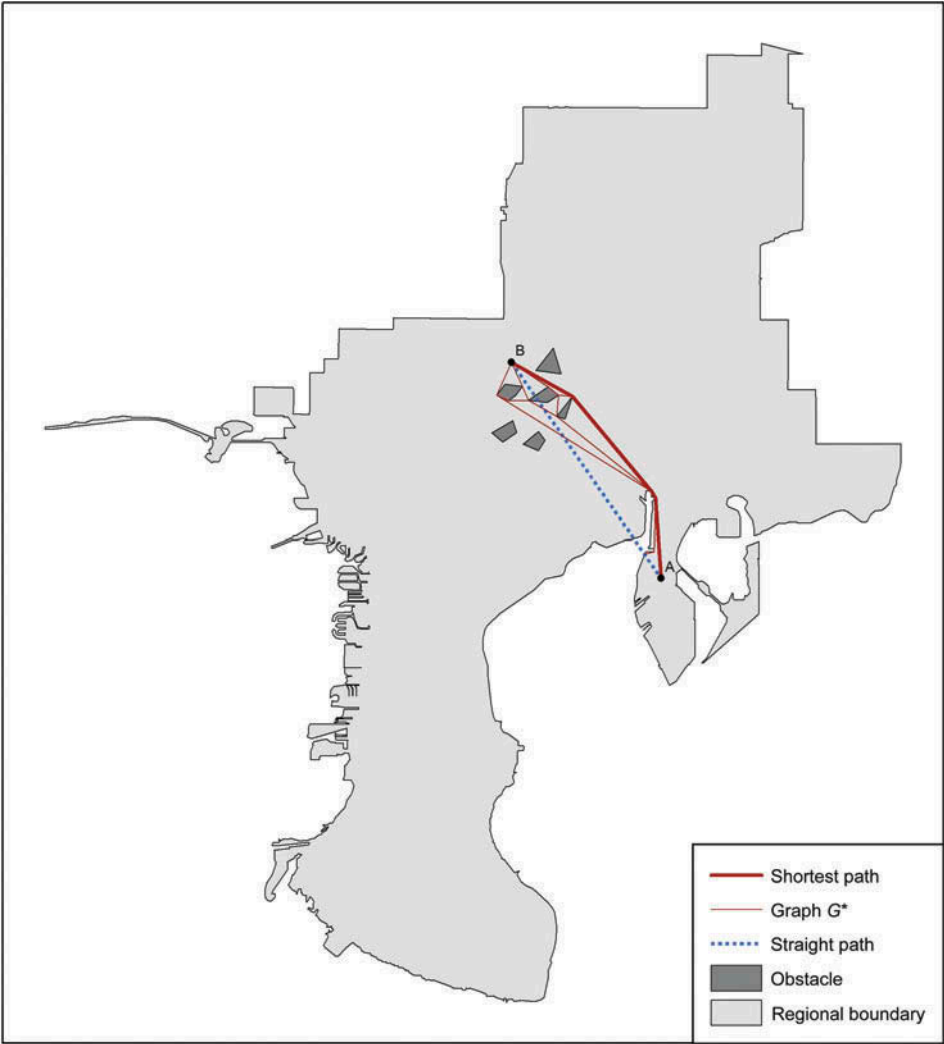 B
A
Shortest path
Graph G*
Straight path
Obstacle
Regional boundary